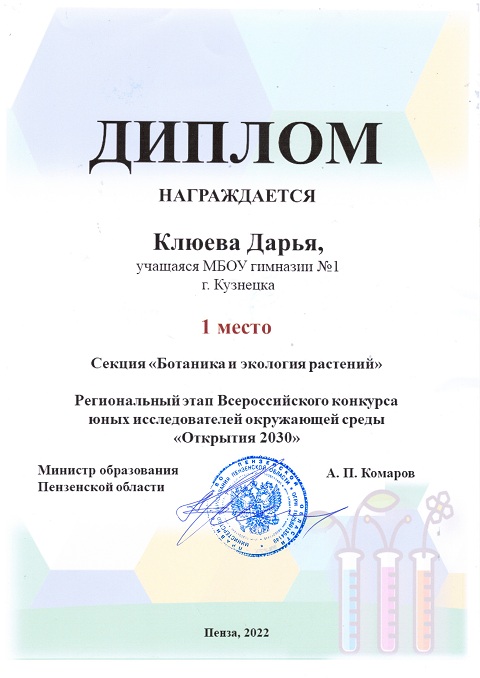 ДИПЛОМ
НАГРАЖДАЕТСЯ
Клюева Дарья,
учащаяся МБОУ гимназии №1
г. Кузнецка
1 место
Секция «Ботаника и экология растений»
Региональный этап Всероссийского конкурса
юных исследователей окружающей среды
«Открытия 2030»
Министр образования
Пензенской области
А. П. Комаров
Пенза, 2022